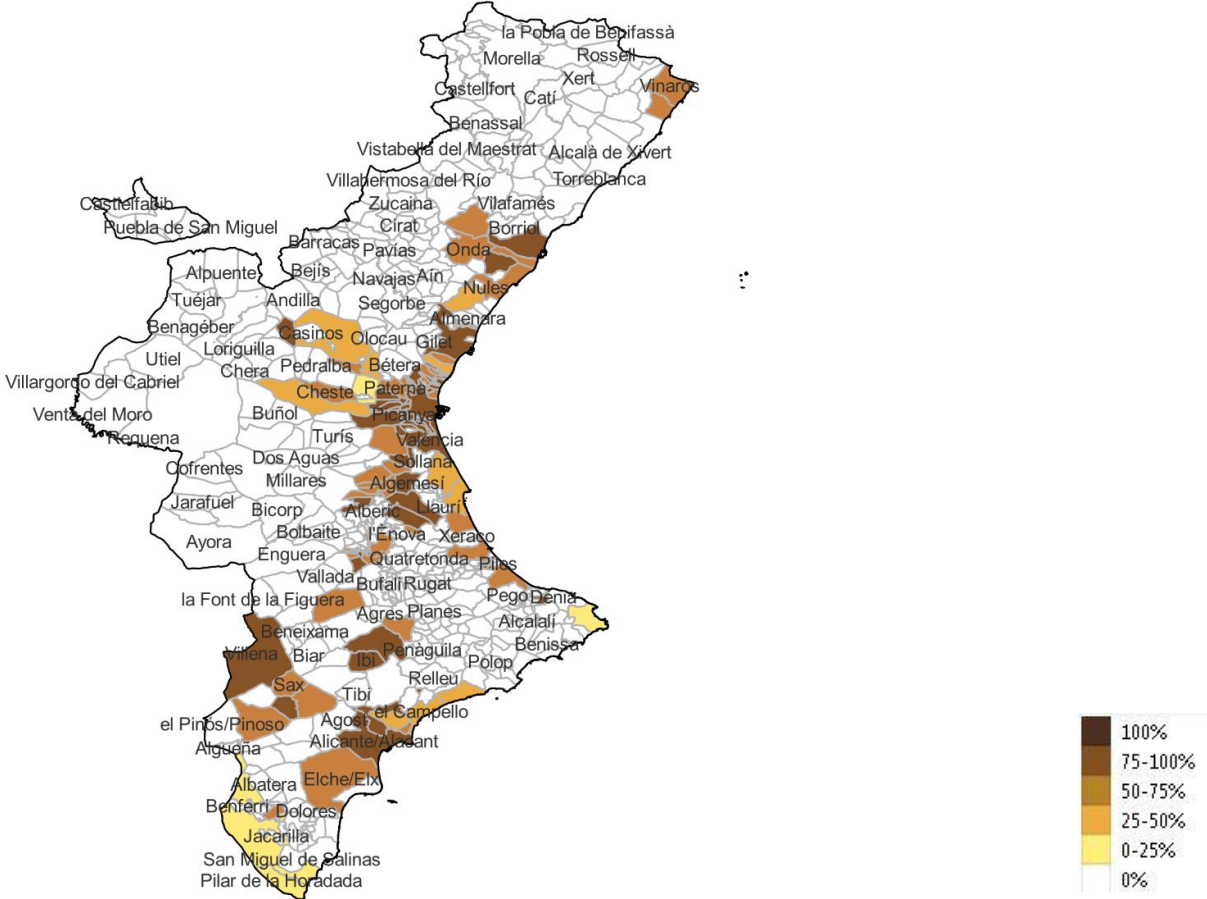 la Pobla de Benifassà
Morella
Rossell
Xert
Vinaròs
Castellfort
Catí
Benassal
Vistabella del Maestrat
Alcalà de Xivert
Villahermosa del Río
Torreblanca
Castielfabib
Zucaina
Vilafamés
Puebla de San Miguel
Cirat
Borriol
Barracas
Pavías
Onda
Alpuente
Bejís
Navajas
Aín
Nules
Tuéjar
Andilla
Segorbe
Benagéber
Almenara
Casinos
Olocau
Gilet
Utiel
Loriguilla
Chera
Pedralba
Bétera
Villargordo del Cabriel
Cheste
Paterna
Venta del Moro
Buñol
Picanya
Requena
Turís
Valencia
Cofrentes
Dos Aguas
Sollana
Millares
Algemesí
Jarafuel
Bicorp
Alberic
Llaurí
Bolbaite
l'Ènova
Xeraco
Ayora
Enguera
Quatretonda
Piles
Vallada
Bufali
Rugat
la Font de la Figuera
Pego
Dénia
Agres
Planes
Alcalalí
Beneixama
Benissa
Villena
Biar
Ibi
Penàguila
Polop
Sax
Relleu
Tibi
el Pinós/Pinoso
Agost
el Campello
Algueña
Alicante/Alacant
Albatera
Elche/Elx
Benferri
Dolores
Jacarilla
San Miguel de Salinas
Pilar de la Horadada
100%
75-100%
50-75%
25-50%
0-25%
0%